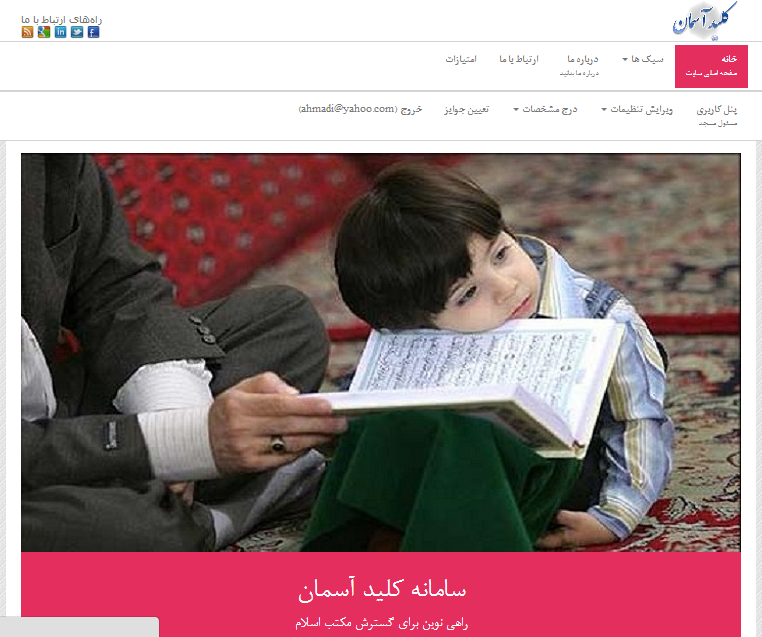 راه‌های ارتباط با ما
کلید آسمان
خانه
صفحه اصلی سایت
سبک ها
درباره ما
درباره ما بدانید
ارتباط با ما
امتیازات
پنل کاربری
مسئول مسجد
ویرایش تنظیمات
درج مشخصات
تعیین جوایز
خروج (ahmadi@yahoo.com)
سامانه کلید آسمان
راهی نوین برای گسترش مکتب اسلام